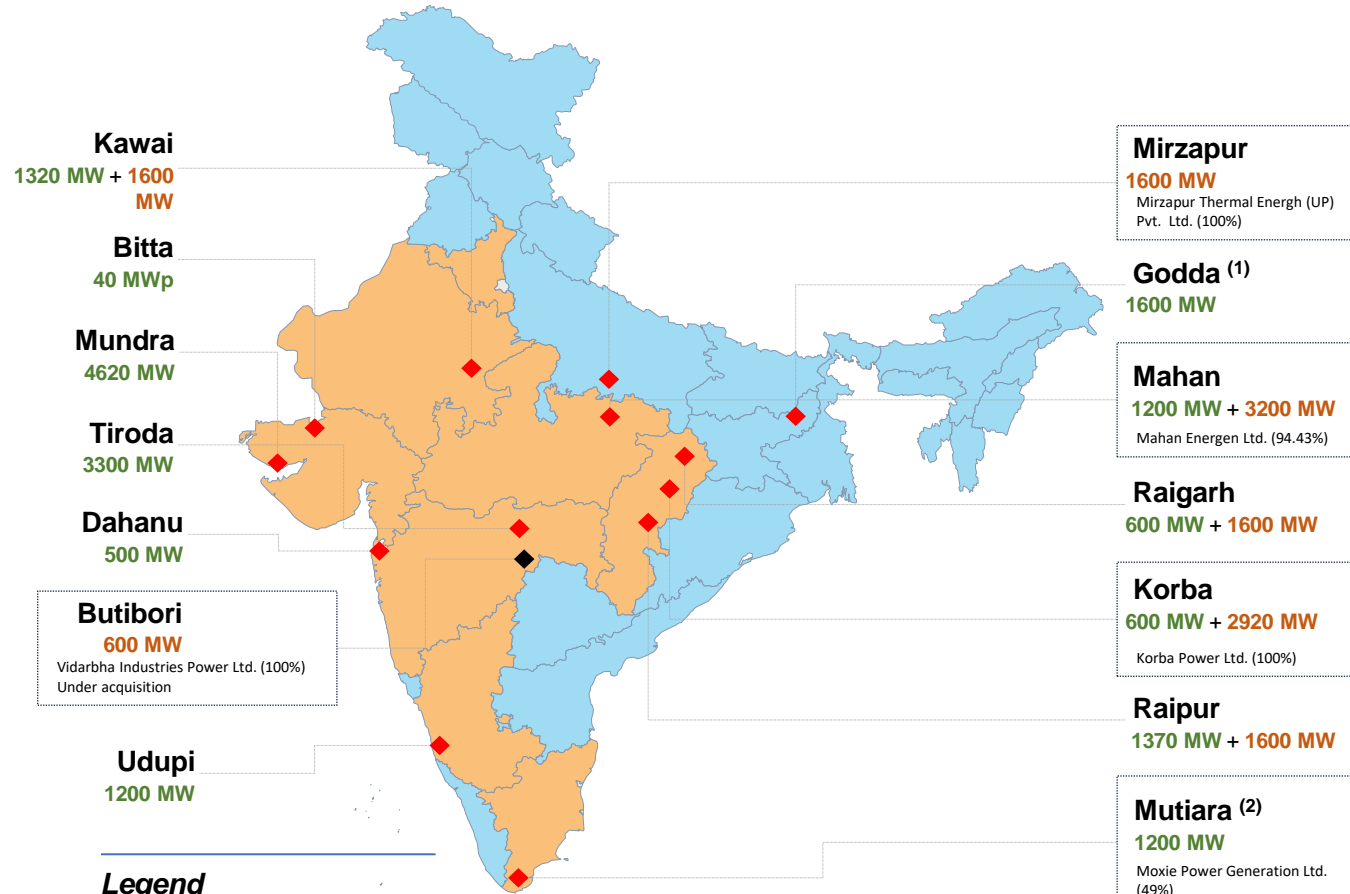 Kawai
1320 MW + 1600
MW
Bitta
40 MWp
Mundra
4620 MW
Tiroda
3300 MW
Dahanu
500 MW
Butibori
600 MW
Vidarbha Industries Power Ltd. (100%)
Under acquisition
Udupi
1200 MW
Legend
Mirzapur
1600 MW
Mirzapur Thermal Energh (UP)
Pvt. Ltd. (100%)
Godda (1)
1600 MW
Mahan
1200 MW + 3200 MW
Mahan Energen Ltd. (94.43%)
Raigarh
600 MW + 1600 MW
Korba
600 MW + 2920 MW
Korba Power Ltd. (100%)
Raipur
1370 MW + 1600 MW
Mutiara (2)
1200 MW
Moxie Power Generation Ltd.
(49%)